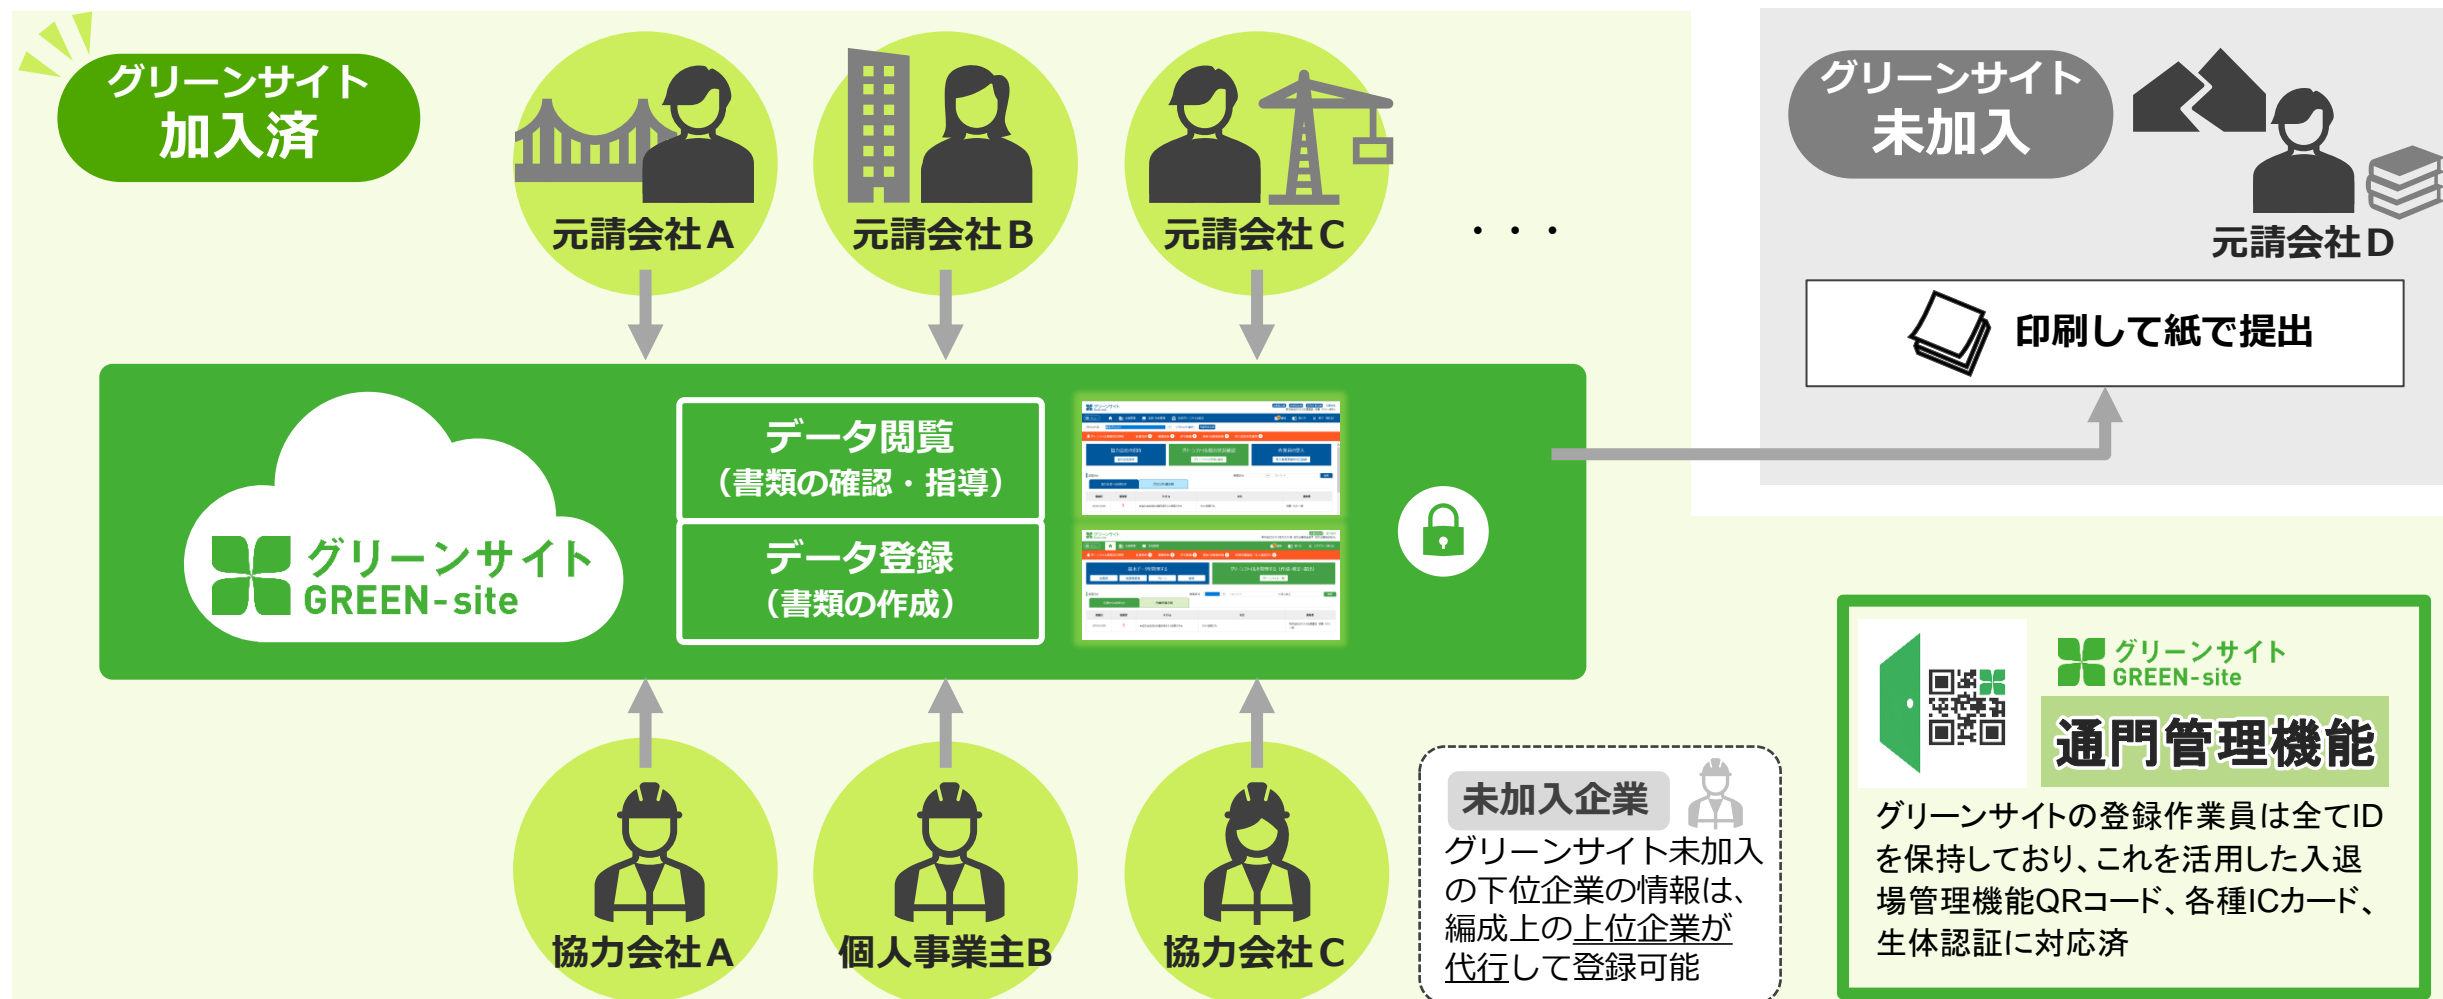 グリーンサイト
加入済
元請会社A
元請会社B
元請会社C
・・・
グリーンサイト
未加入
元請会社D
印刷して紙で提出
グリーンサイト
GREEN-site
データ閲覧
（書類の確認・指導）
データ登録
（書類の作成）
協力会社A
個人事業主B
協力会社C
未加入企業
グリーンサイト未加入
の下位企業の情報は、
編成上の上位企業が
代行して登録可能
グリーンサイト
GREEN-site
通門管理機能
グリーンサイトの登録作業員は全てID
を保持しており、これを活用した入退
場管理機能QRコード、各種ICカード、
生体認証に対応済